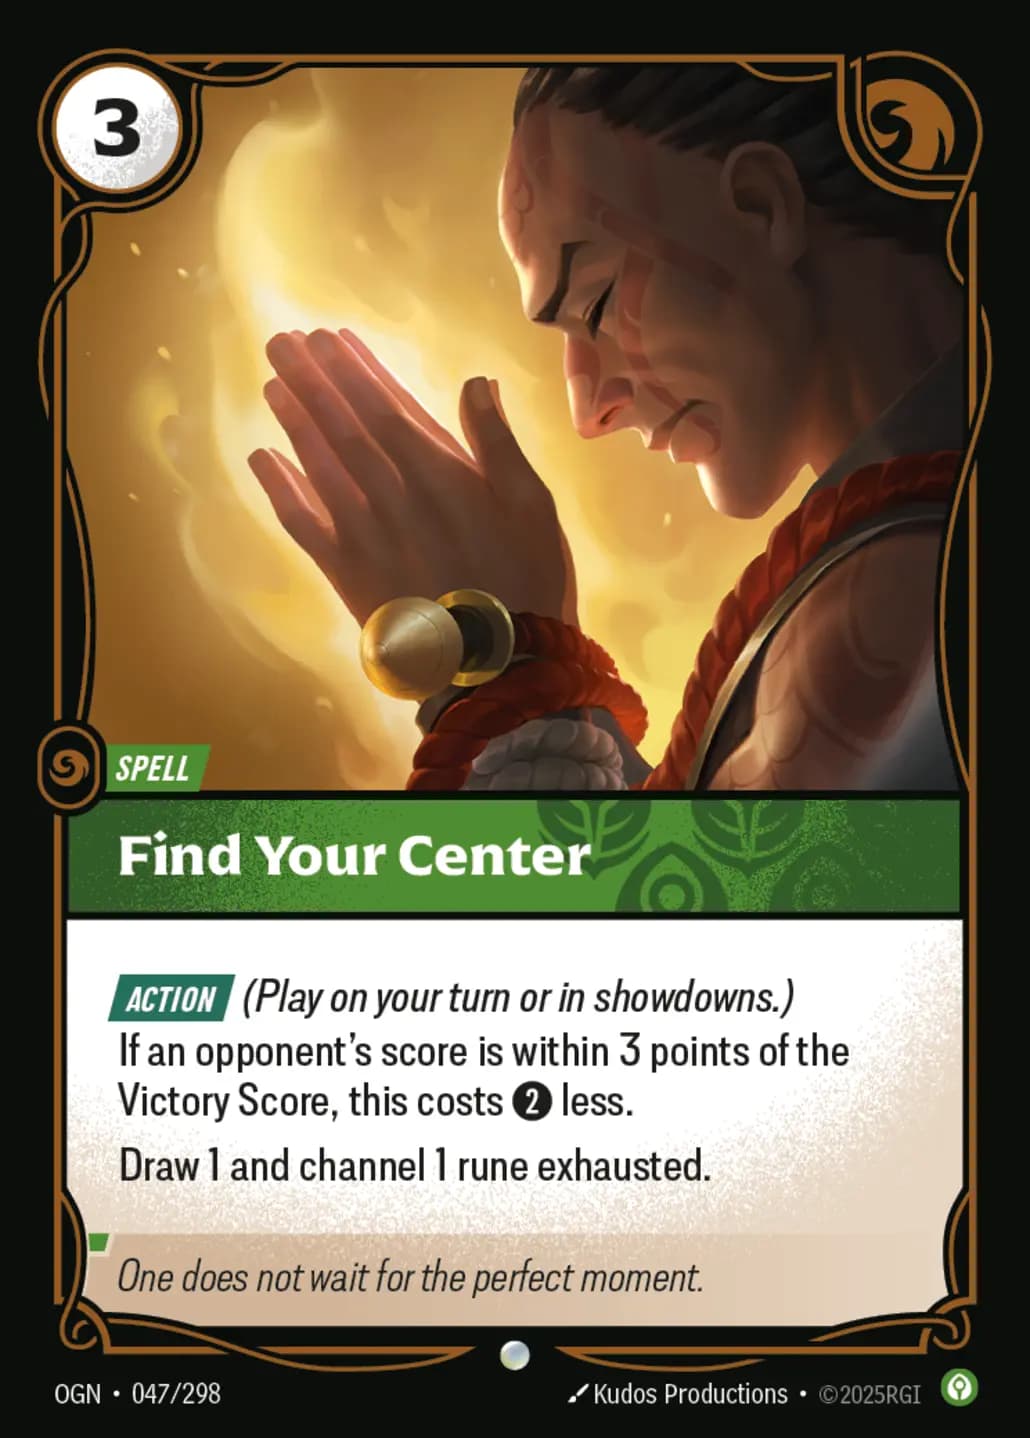 3
SPELL
Find Your Center
ACTION (Play on your turn or in showdowns.)
If an opponent’s score is within 3 points of the
Victory Score, this costs 2 less.
Draw 1 and channel 1 rune exhausted.
One does not wait for the perfect moment.
OGN • 047/298
Kudos Productions • ©2025RGI